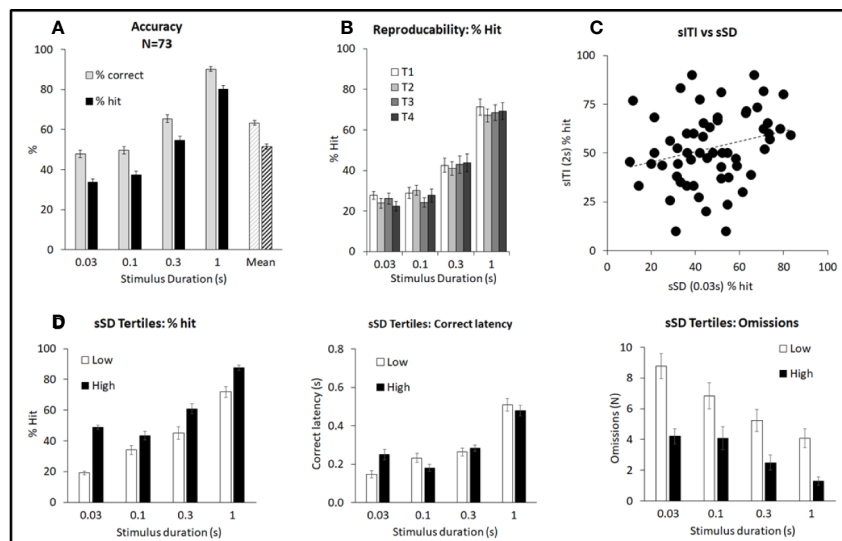 A
Accuracy
N=73
% correct
% hit
100
80
60
40
20
0
%
0.03 0.1 0.3 1 Mean
Stimulus Duration (s)
B
Reproducability: % Hit
T1
T2
T3
T4
100
80
60
40
20
0
% Hit
0.03 0.1 0.3 1
Stimulus Duration (s)
C
sITI vs sSD
100
75
50
25
0
sITI (2s) % hit
0 20 40 60 80 100
sSD (0.03s) % hit
D
sSD Tertiles: % hit
Low
High
100
80
60
40
20
0
% Hit
0.03 0.1 0.3 1
Stimulus duration (s)
sSD Tertiles: Correct latency
Low
High
0.8
0.6
0.4
0.2
0.0
Correct latency (s)
0.03 0.1 0.3 1
Stimulus duration (s)
sSD Tertiles: Omissions
Low
High
10
8
6
4
2
0
Omissions (N)
0.03 0.1 0.3 1
Stimulus duration (s)